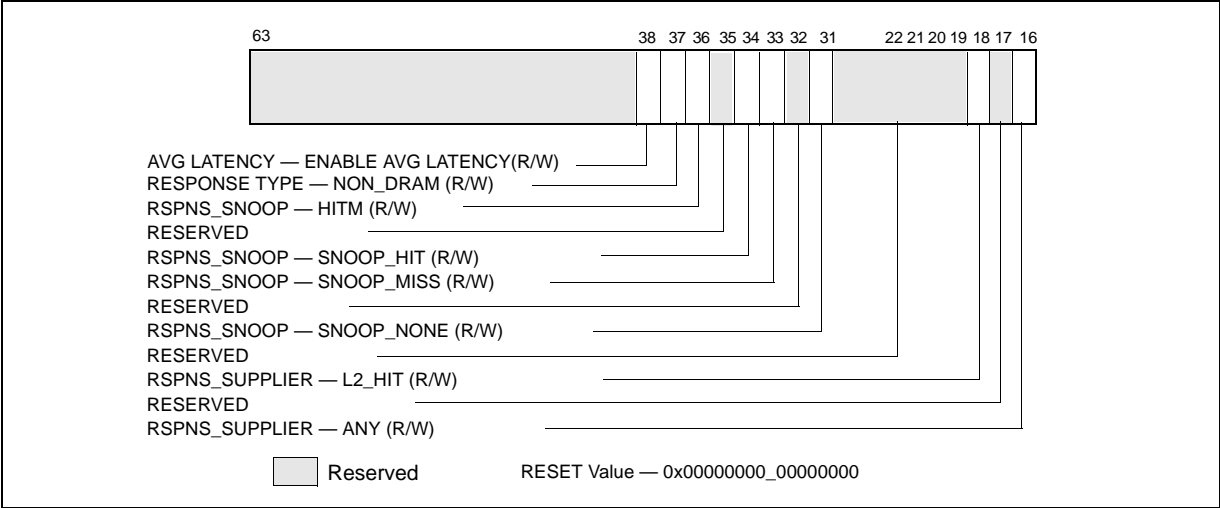 63 38 37 36 35 34 33 32 31 22 21 20 19 18 17 16
AVG LATENCY — ENABLE AVG LATENCY(R/W)
RESPONSE TYPE — NON_DRAM (R/W)
RSPNS_SNOOP — HITM (R/W)
RESERVED
RSPNS_SNOOP — SNOOP_HIT (R/W)
RSPNS_SNOOP — SNOOP_MISS (R/W)
RESERVED
RSPNS_SNOOP — SNOOP_NONE (R/W)
RESERVED
RSPNS_SUPPLIER — L2_HIT (R/W)
RESERVED
RSPNS_SUPPLIER — ANY (R/W)
Reserved RESET Value — 0x00000000_00000000